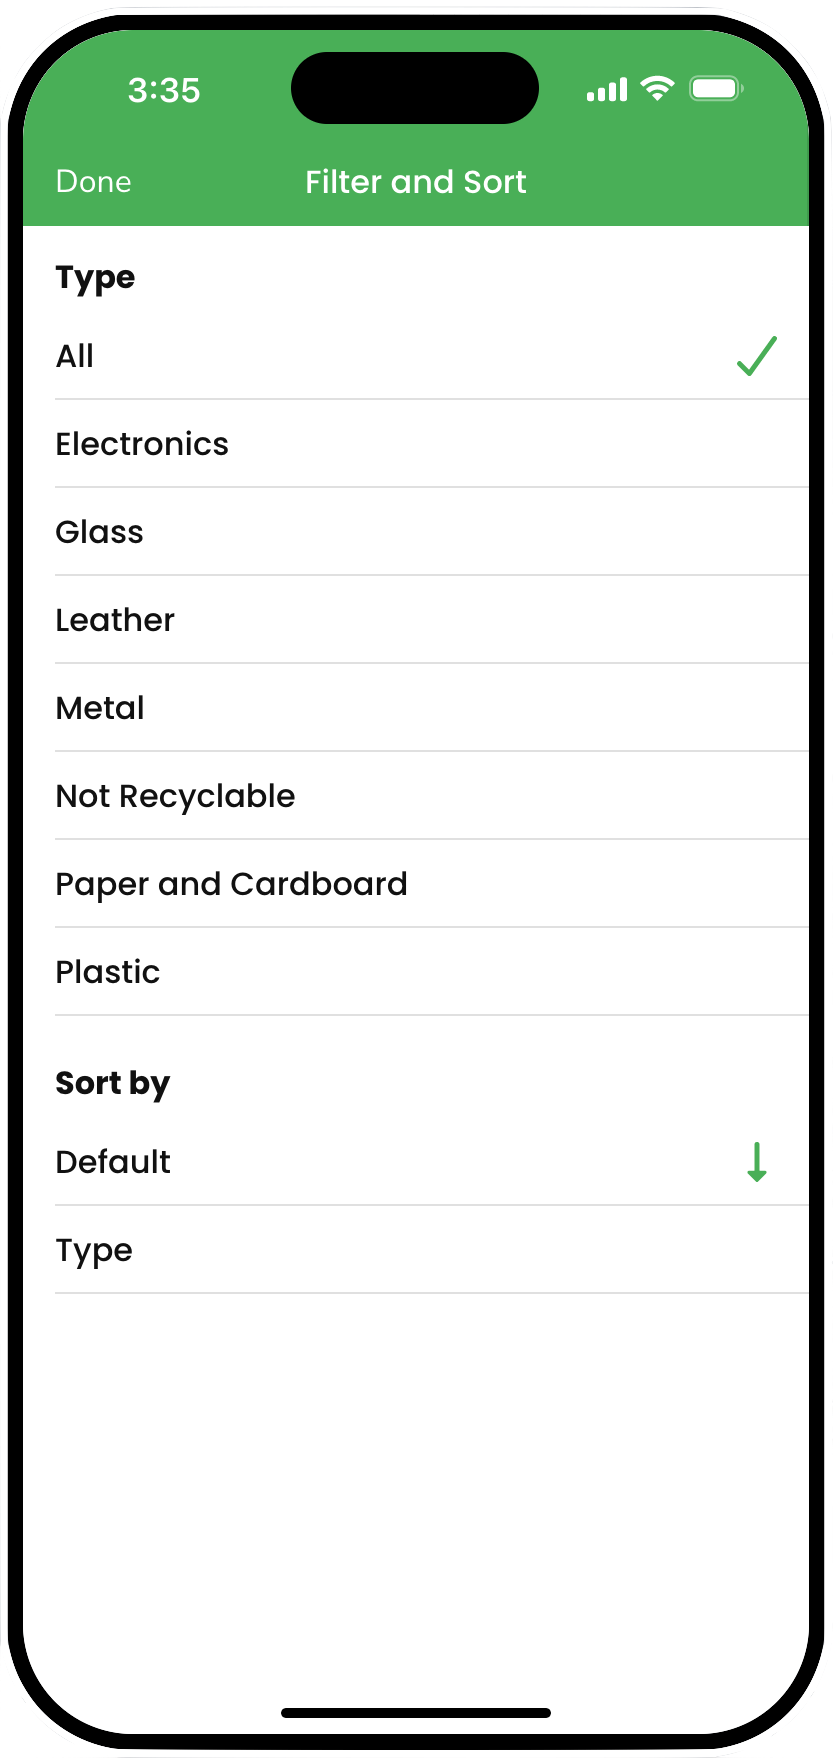 3:35
Done
Filter and Sort
Type
All
Electronics
Glass
Leather
Metal
Not Recyclable
Paper and Cardboard
Plastic
Sort by
Default
Type